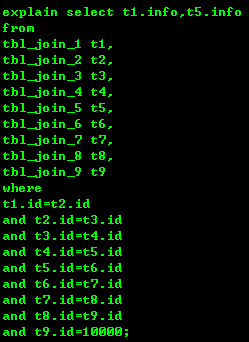 explain select t1.info,t5.info
from
tbl_join_1 t1,
tbl_join_2 t2,
tbl_join_3 t3,
tbl_join_4 t4,
tbl_join_5 t5,
tbl_join_6 t6,
tbl_join_7 t7,
tbl_join_8 t8,
tbl_join_9 t9
where
t1.id=t2.id
and t2.id=t3.id
and t3.id=t4.id
and t4.id=t5.id
and t5.id=t6.id
and t6.id=t7.id
and t7.id=t8.id
and t8.id=t9.id
and t9.id=10000;